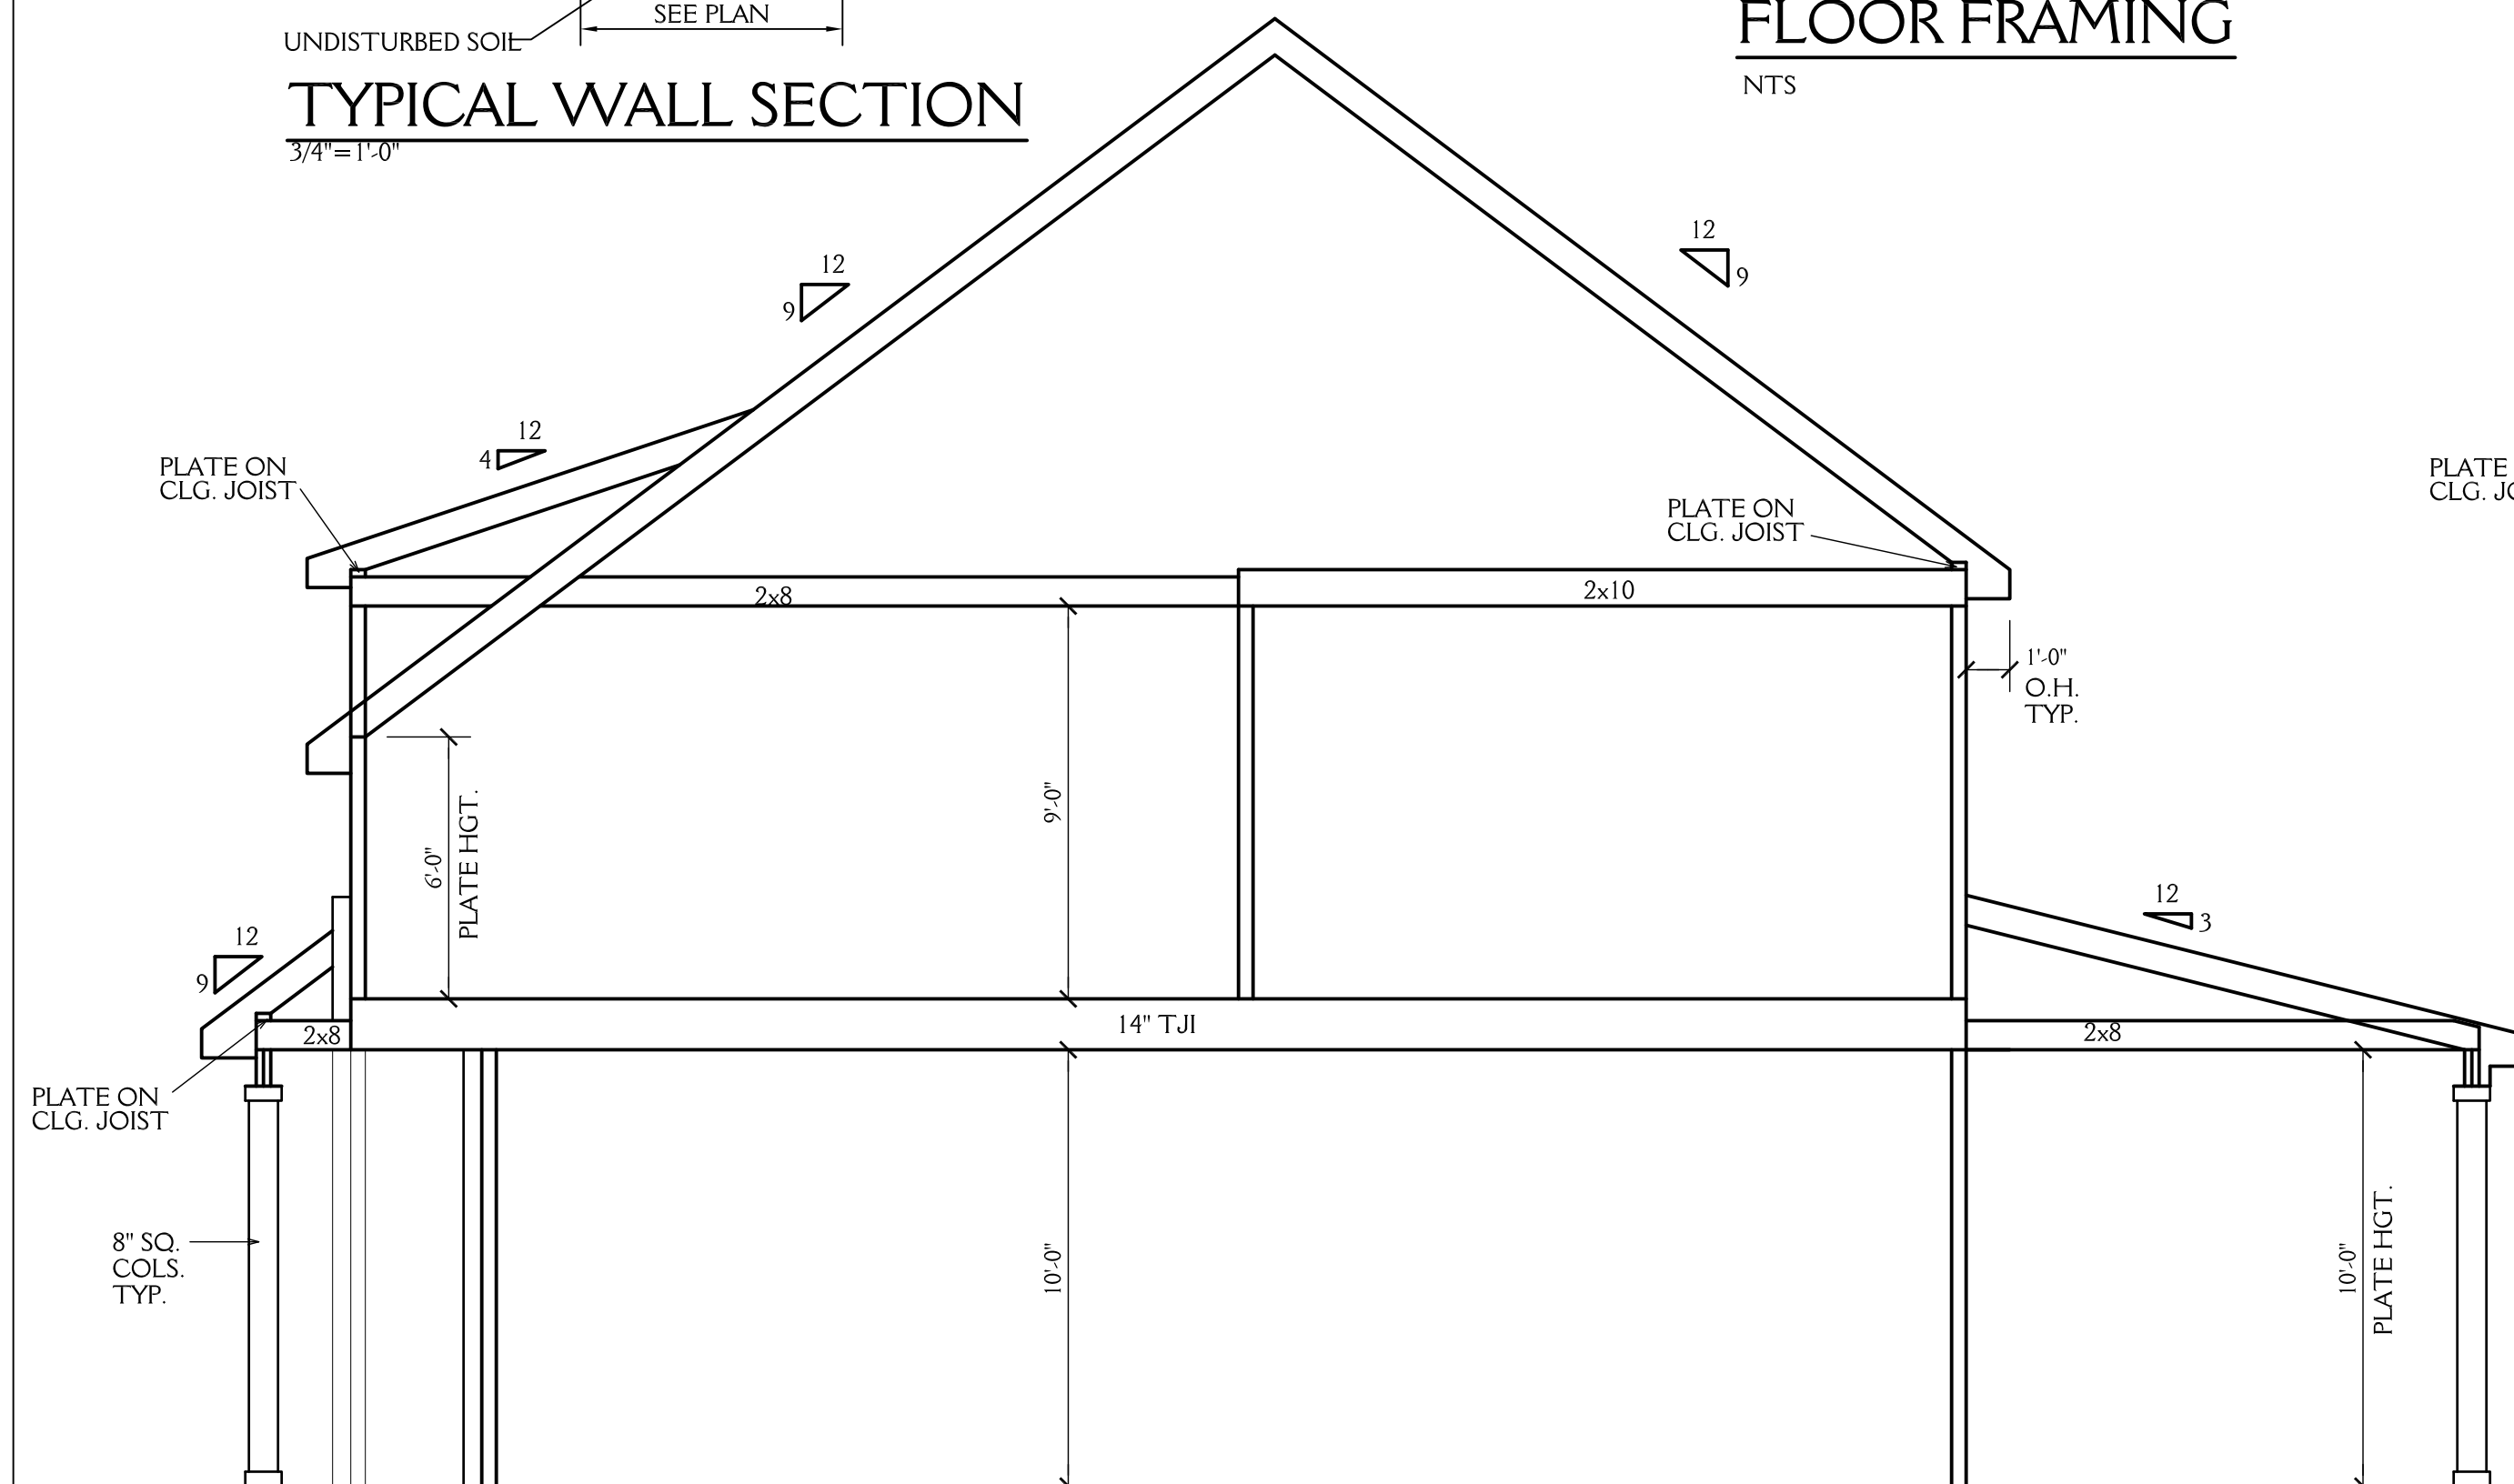 SEE PLAN
UNDISTURBED SOIL
TYPICAL WALL SECTION
3/4"=1'-0"
FLOOR FRAMING
NTS
12
9
12
9
12
4
PLATE ON
CLG. JOIST
PLATE ON
CLG. JOIST
PLATE
CLG.
2x8
2x10
1'-0"
O.H.
TYP.
9'-0"
6'-0"
PLATE HGT.
12
9
12
3
2x8
14" TJI
2x8
PLATE ON
CLG. JOIST
8" SQ.
COLS.
TYP.
10'-0"
10'-0"
PLATE HGT.